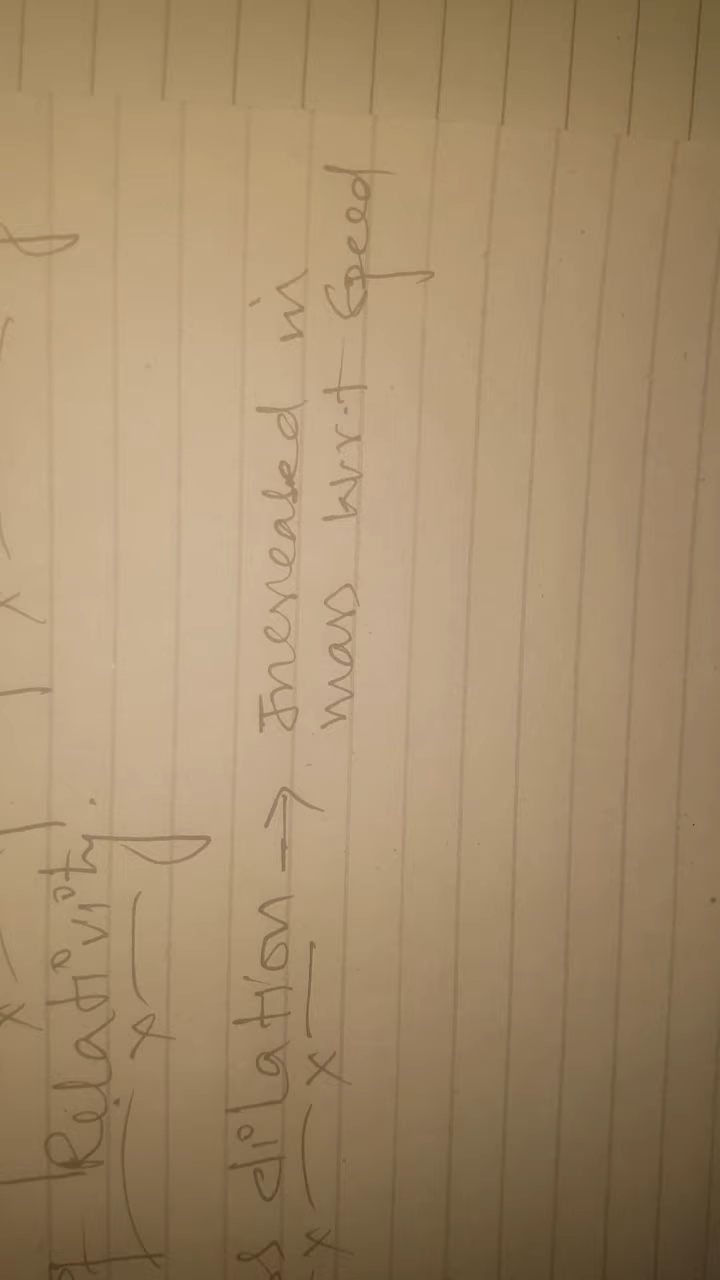 Relativity.
dilation → Increased in
mass w.r.t speed